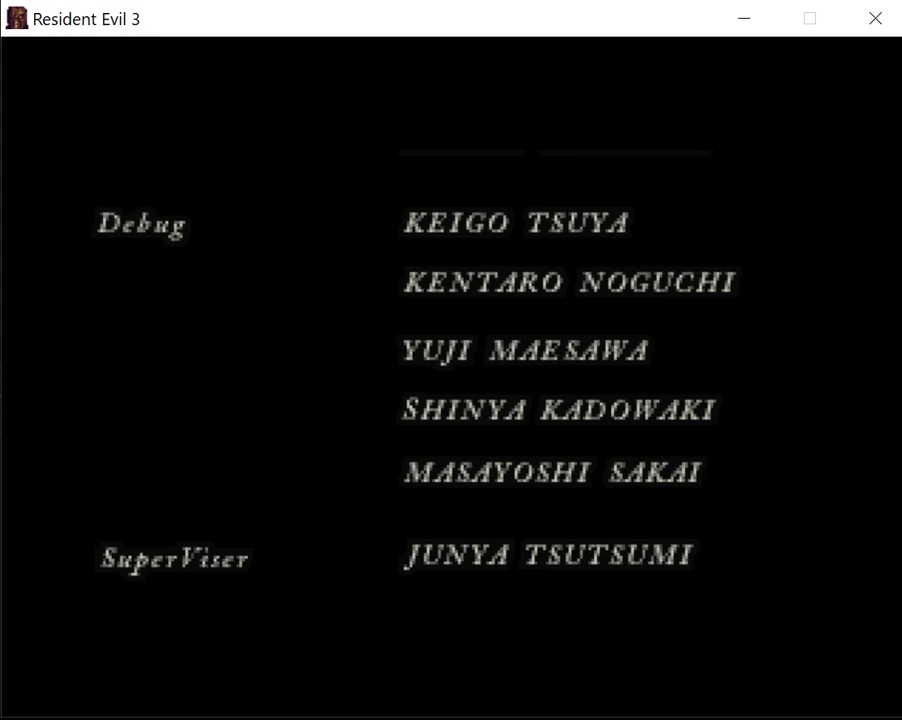 Resident Evil 3
Debug KEIGO TSUYA
KENTARO NOGUCHI
YUJI MAESAWA
SHINYA KADOWAKI
MASAYOSHI SAKAI
SuperViser JUNYA TSUTSUMI